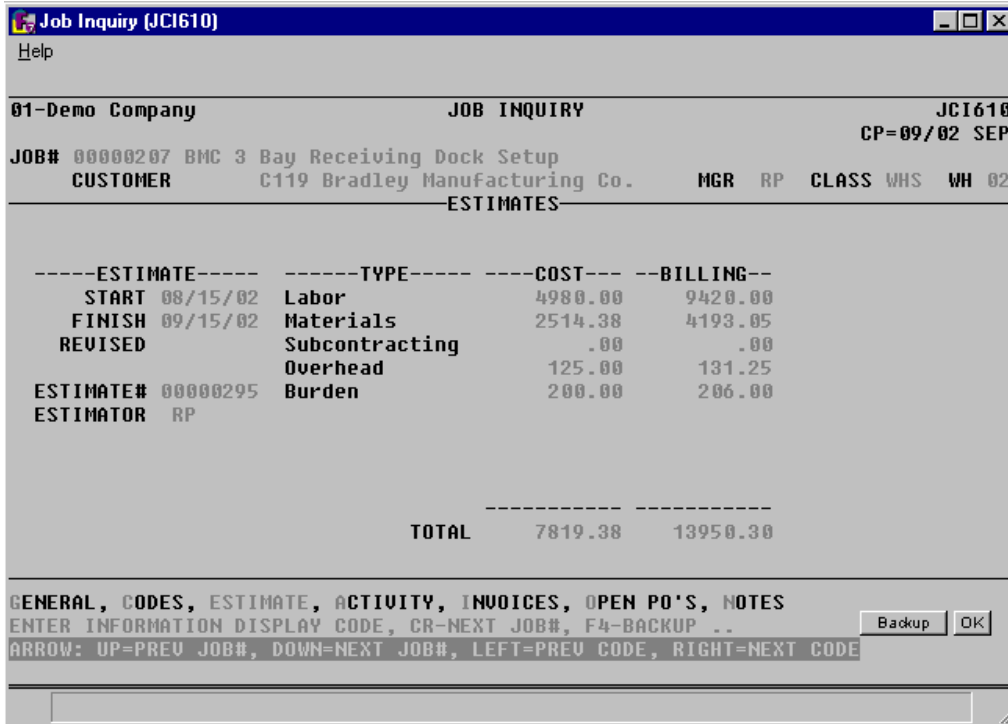 Job Inquiry (JCI610)
Help
01-Demo Company JOB INQUIRY JCI610
CP=09/02 SEP
JOB# 00000207 BMC 3 Bay Receiving Dock Setup
CUSTOMER C119 Bradley Manufacturing Co. MGR RP CLASS WHS WH 02
ESTIMATES
-----ESTIMATE----- ------TYPE----- ----COST--- --BILLING--
START 08/15/02 Labor 4980.00 9420.00
FINISH 09/15/02 Materials 2514.38 4193.05
REVISED Subcontracting .00 .00
Overhead 125.00 131.25
ESTIMATE# 00000295 Burden 200.00 206.00
ESTIMATOR RP
----------- -----------
TOTAL 7819.38 13950.30
GENERAL, CODES, ESTIMATE, ACTIVITY, INVOICES, OPEN PO'S, NOTES
ENTER INFORMATION DISPLAY CODE, CR-NEXT JOB#, F4-BACKUP .. Backup OK
ARROW: UP=PREV JOB#, DOWN=NEXT JOB#, LEFT=PREV CODE, RIGHT=NEXT CODE